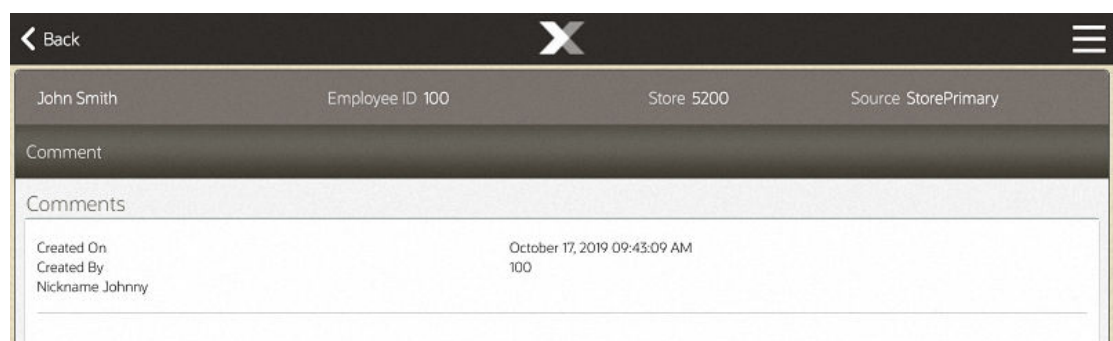 Back
John Smith Employee ID 100 Store 5200 Source StorePrimary
Comment
Comments
Created On October 17, 2019 09:43:09 AM
Created By 100
Nickname Johnny